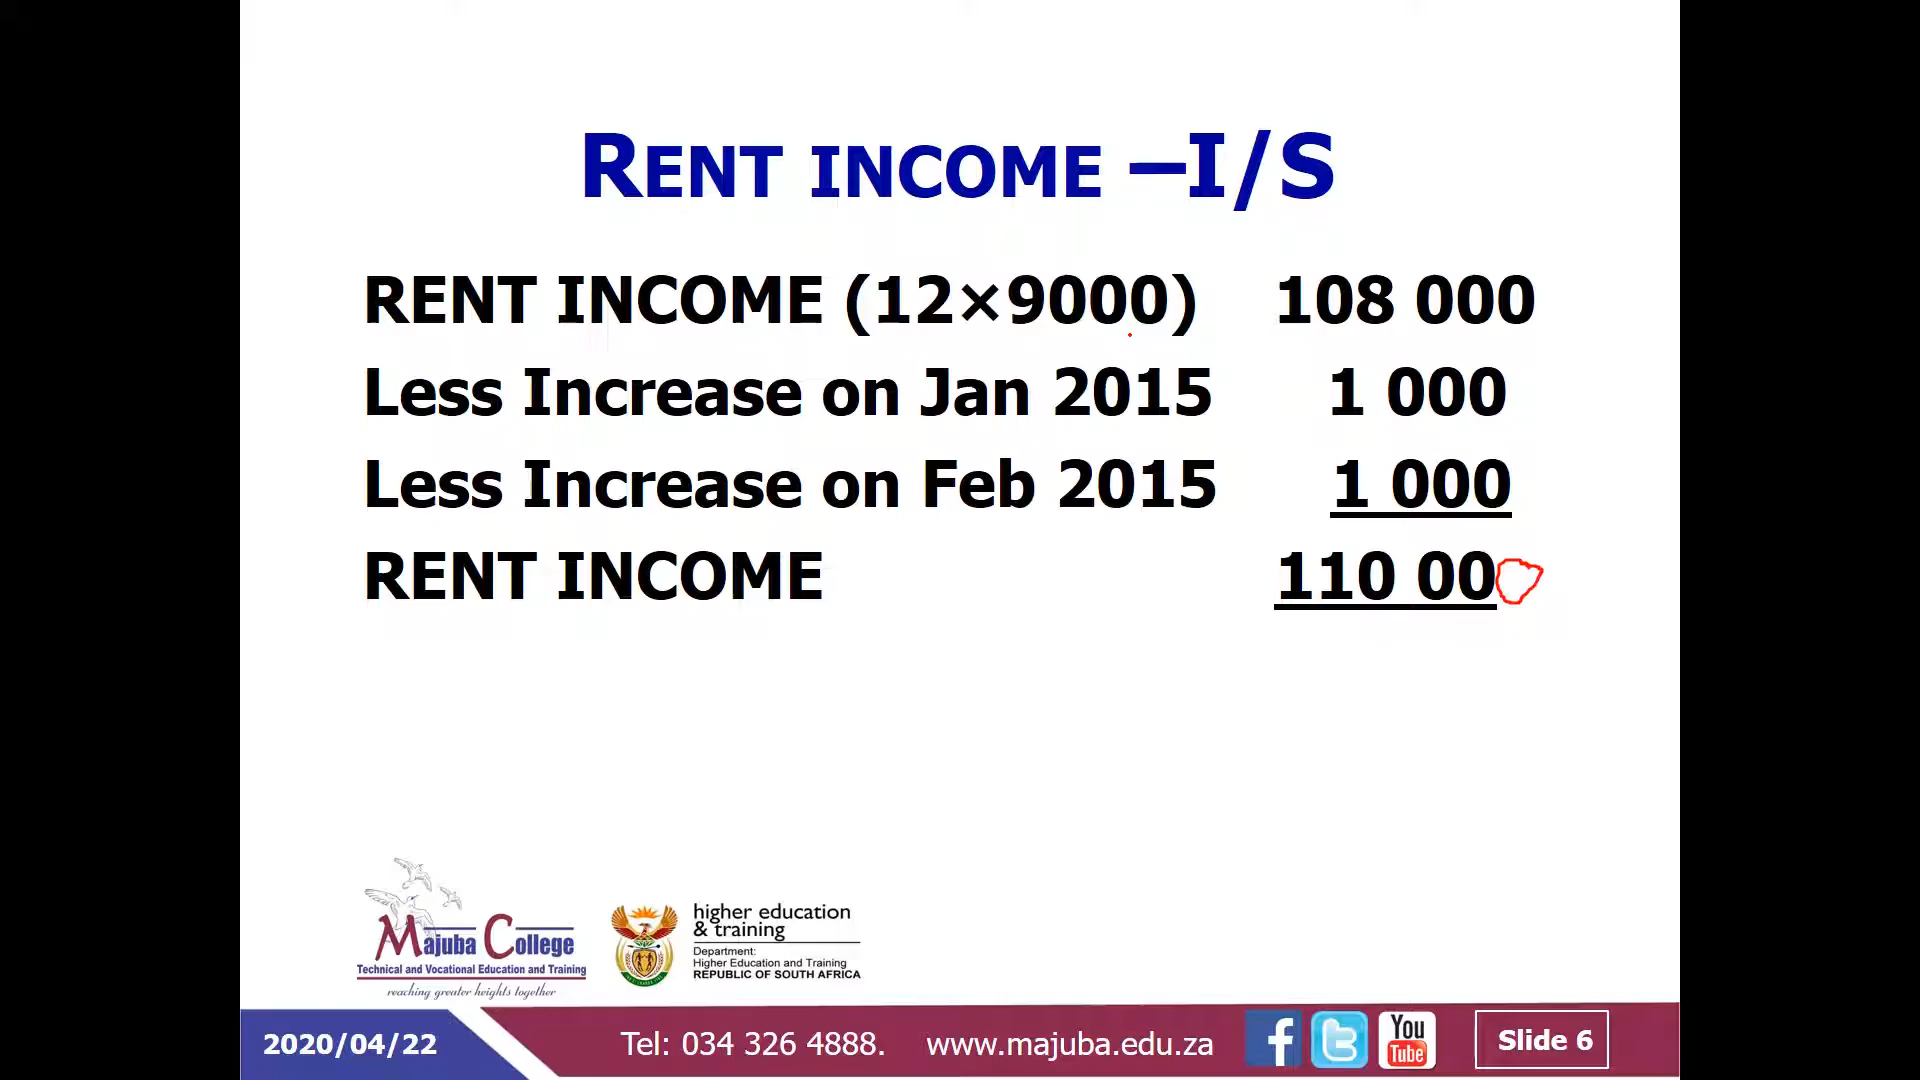 RENT INCOME –I/S
RENT INCOME (12×9000) 108 000
Less Increase on Jan 2015 1 000
Less Increase on Feb 2015 1 000
RENT INCOME 110 000
Majuba College
Technical and Vocational Education and Training
reaching greater heights together
higher education
& training
Department:
Higher Education and Training
REPUBLIC OF SOUTH AFRICA
2020/04/22
Tel: 034 326 4888. www.majuba.edu.za
f
You
Tube
Slide 6